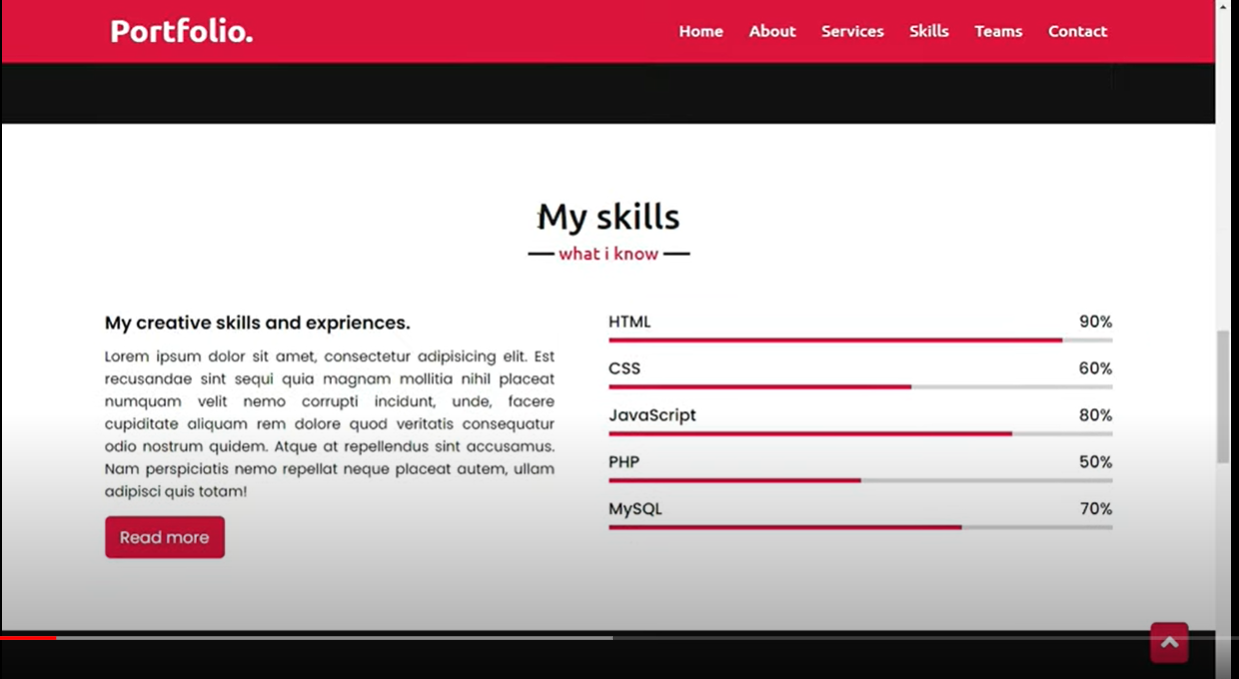 Portfolio.
Home About Services Skills Teams Contact
My skills
what i know
My creative skills and expriences.
Lorem ipsum dolor sit amet, consectetur adipisicing elit. Est
recusandae sint sequi quia magnam mollitia nihil placeat
numquam velit nemo corrupti incidunt, unde, facere
cupiditate aliquam rem dolore quod veritatis consequatur
odio nostrum quidem. Atque at repellendus sint accusamus.
Nam perspiciatis nemo repellat neque placeat autem, ullam
adipisci quis totam!
Read more
HTML 90%
CSS 60%
JavaScript 80%
PHP 50%
MySQL 70%